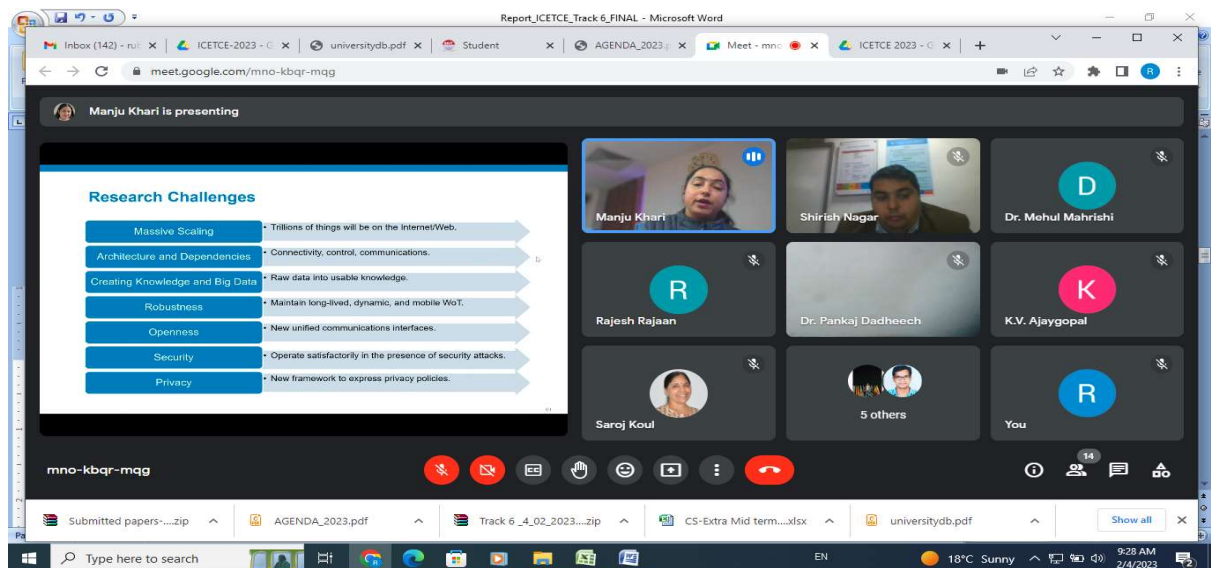 Report_ICETCE_Track 6_FINAL - Microsoft Word
Inbox (142) - rub
ICETCE-2023 - G
universitydb.pdf
Student
AGENDA_2023.p
Meet - mno
ICETCE 2023 - G
meet.google.com/mno-kbqr-mqg
R
Manju Khari is presenting
Research Challenges
Massive Scaling
• Trillions of things will be on the Internet/Web.
Architecture and Dependencies
• Connectivity, control, communications.
Creating Knowledge and Big Data
• Raw data into usable knowledge.
Robustness
• Maintain long-lived, dynamic, and mobile WoT.
Openness
• New unified communications interfaces.
Security
• Operate satisfactorily in the presence of security attacks.
Privacy
• New framework to express privacy policies.
Manju Khari
Shirish Nagar
D
Dr. Mehul Mahrishi
R
Rajesh Rajaan
Dr. Pankaj Dadheech
K
K.V. Ajaygopal
Saroj Koul
5 others
R
You
mno-kbqr-mqg
CC
14
Submitted papers-....zip
AGENDA_2023.pdf
Track 6 _4_02_2023....zip
CS-Extra Mid term....xlsx
universitydb.pdf
Show all
Type here to search
EN
18°C Sunny
9:28 AM
2/4/2023
2